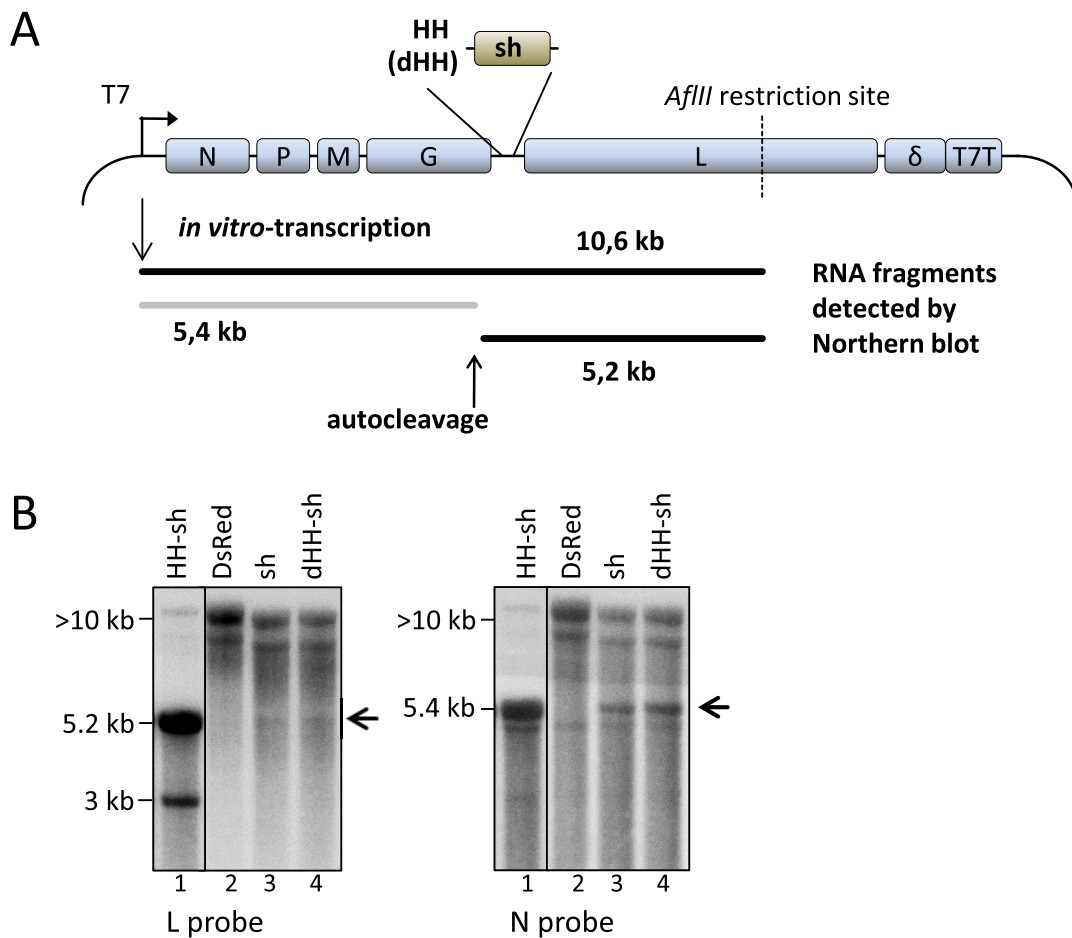 A
HH
(dHH)
sh
T7
AflII restriction site
N P M G L δ T7T
in vitro-transcription
10,6 kb
RNA fragments
detected by
Northern blot
5,4 kb
5,2 kb
autocleavage
B
HH-sh DsRed sh dHH-sh
>10 kb
5.2 kb
3 kb
1 2 3 4
L probe
HH-sh DsRed sh dHH-sh
>10 kb
5.4 kb
1 2 3 4
N probe